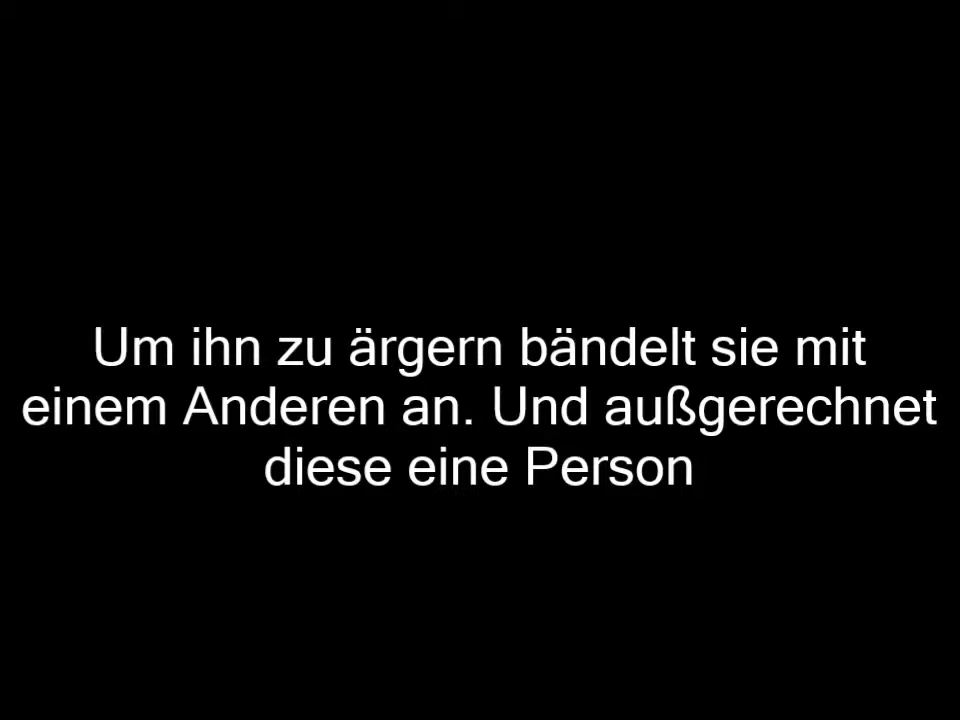 Um ihn zu ärgern bändelt sie mit
einem Anderen an. Und außgerechnet
diese eine Person